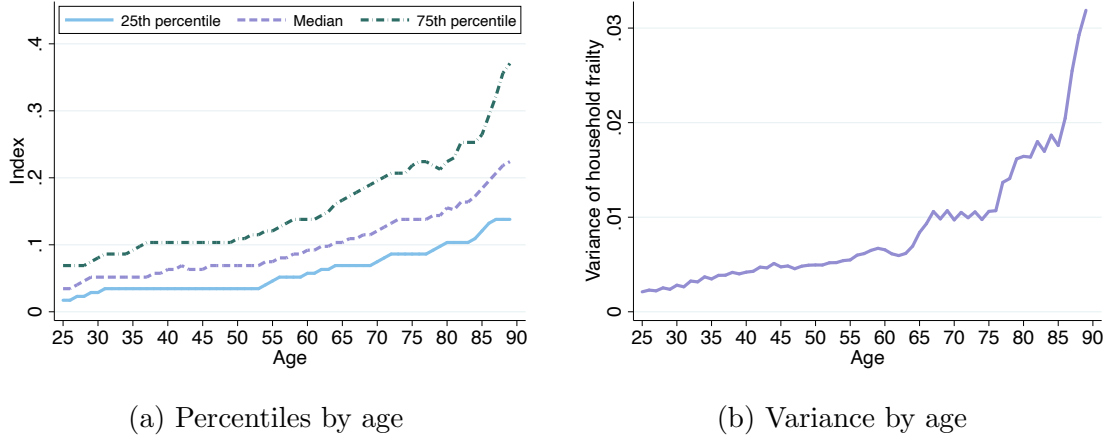 25th percentile Median 75th percentile
Index
.4
.3
.2
.1
0
25 30 35 40 45 50 55 60 65 70 75 80 85 90
Age
(a) Percentiles by age
Variance of household frailty
.03
.02
.01
0
25 30 35 40 45 50 55 60 65 70 75 80 85 90
Age
(b) Variance by age